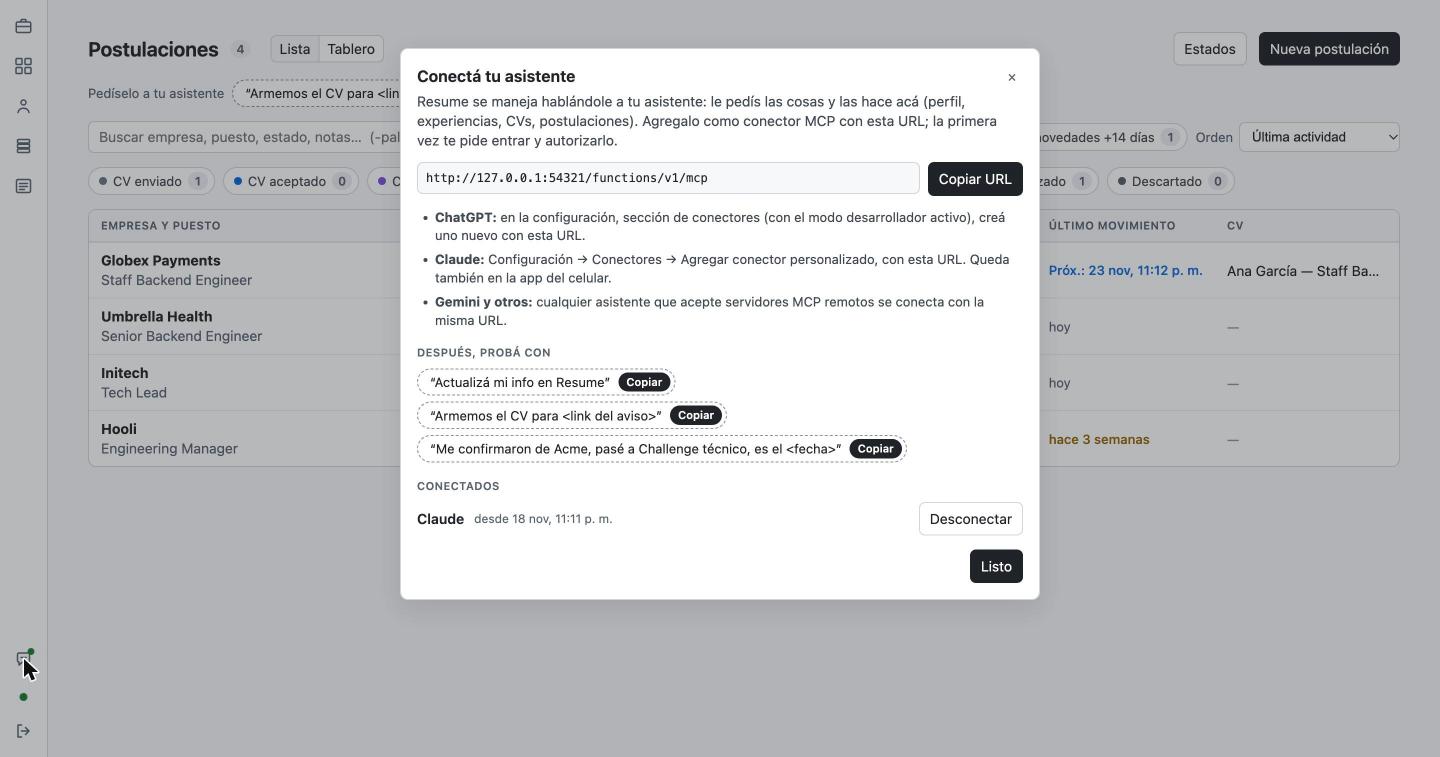 Postulaciones 4 Lista Tablero Estados Nueva postulación
Pedíselo a tu asistente “Armemos el CV para <lin
Buscar empresa, puesto, estado, notas... (-pal novedades +14 días 1 Orden Última actividad
CV enviado 1 CV aceptado 0 C zado 1 Descartado 0
EMPRESA Y PUESTO ÚLTIMO MOVIMIENTO CV
Globex Payments
Staff Backend Engineer
Próx.: 23 nov, 11:12 p. m. Ana García — Staff Ba...
Umbrella Health
Senior Backend Engineer
hoy —
Initech
Tech Lead
hoy —
Hooli
Engineering Manager
hace 3 semanas —
Conectá tu asistente ×
Resume se maneja hablándole a tu asistente: le pedís las cosas y las hace acá (perfil,
experiencias, CVs, postulaciones). Agregalo como conector MCP con esta URL; la primera
vez te pide entrar y autorizarlo.
http://127.0.0.1:54321/functions/v1/mcp Copiar URL
• ChatGPT: en la configuración, sección de conectores (con el modo desarrollador activo), creá
uno nuevo con esta URL.
• Claude: Configuración → Conectores → Agregar conector personalizado, con esta URL. Queda
también en la app del celular.
• Gemini y otros: cualquier asistente que acepte servidores MCP remotos se conecta con la
misma URL.
DESPUÉS, PROBÁ CON
“Actualizá mi info en Resume” Copiar
“Armemos el CV para <link del aviso>” Copiar
“Me confirmaron de Acme, pasé a Challenge técnico, es el <fecha>” Copiar
CONECTADOS
Claude desde 18 nov, 11:11 p. m. Desconectar
Listo